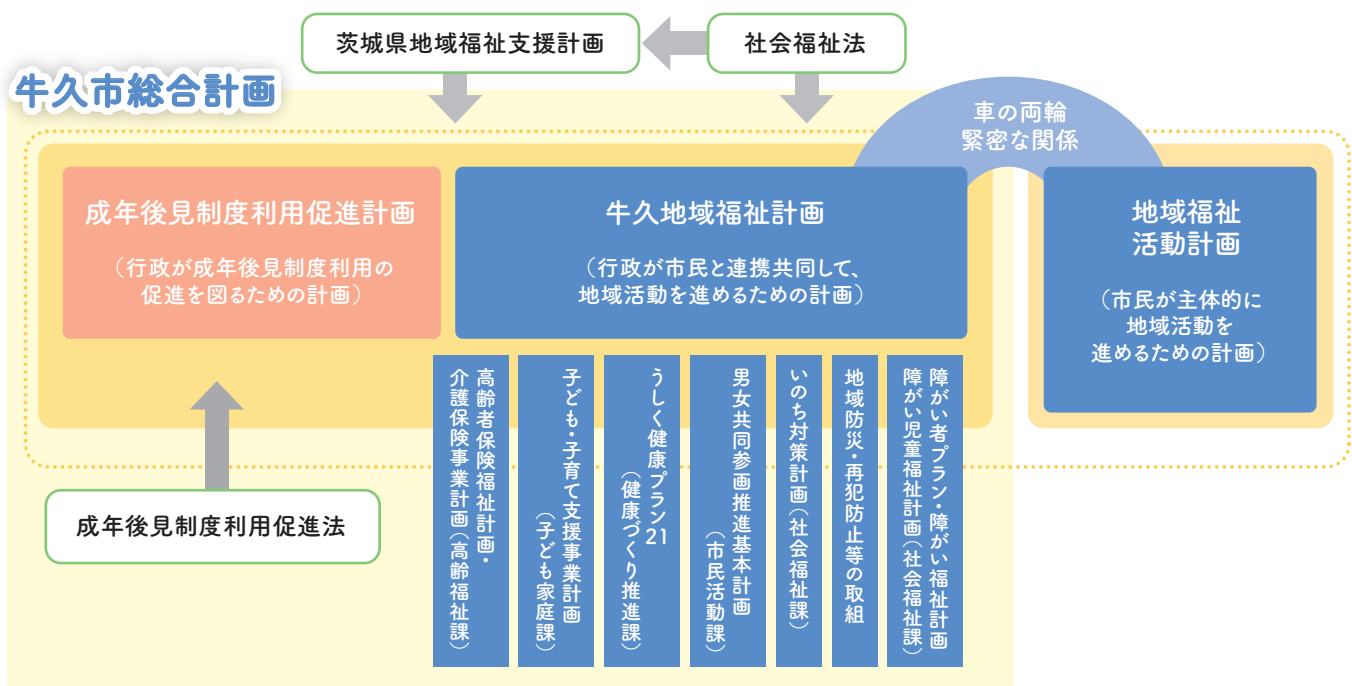 茨城県地域福祉支援計画
社会福祉法
牛久市総合計画
車の両輪
緊密な関係
成年後見制度利用促進計画
（行政が成年後見制度利用の
促進を図るための計画）
牛久地域福祉計画
（行政が市民と連携共同して、
地域活動を進めるための計画）
地域福祉
活動計画
（市民が主体的に
地域活動を
進めるための計画）
成年後見制度利用促進法
高齢者保険福祉計画・
介護保険事業計画（高齢福祉課）
子ども・子育て支援事業計画
（子ども家庭課）
うしく健康プラン21
（健康づくり推進課）
男女共同参画推進基本計画
（市民活動課）
いのち対策計画（社会福祉課）
地域防災・再犯防止等の取組
障がい者プラン・障がい福祉計画
障がい児童福祉計画（社会福祉課）